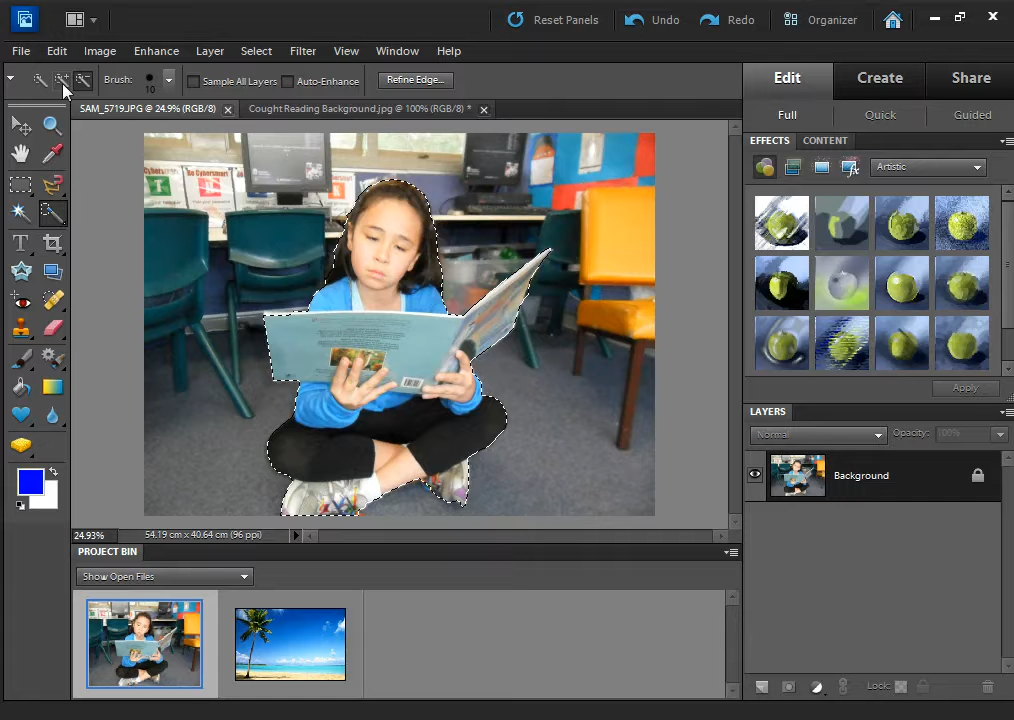 Reset Panels Undo Redo Organizer
File Edit Image Enhance Layer Select Filter View Window Help
Brush: 10 Sample All Layers Auto-Enhance Refine Edge...
Edit Create Share
SAM_5719.JPG @ 24.9% (RGB/8) Cought Reading Background.jpg @ 100% (RGB/8) *
Full Quick Guided
EFFECTS CONTENT
Artistic
Be Cybersmart
Apply
LAYERS
Normal Opacity: 100%
Background
24.93% 54.19 cm x 40.64 cm (96 ppi)
PROJECT BIN
Show Open Files
Lock: